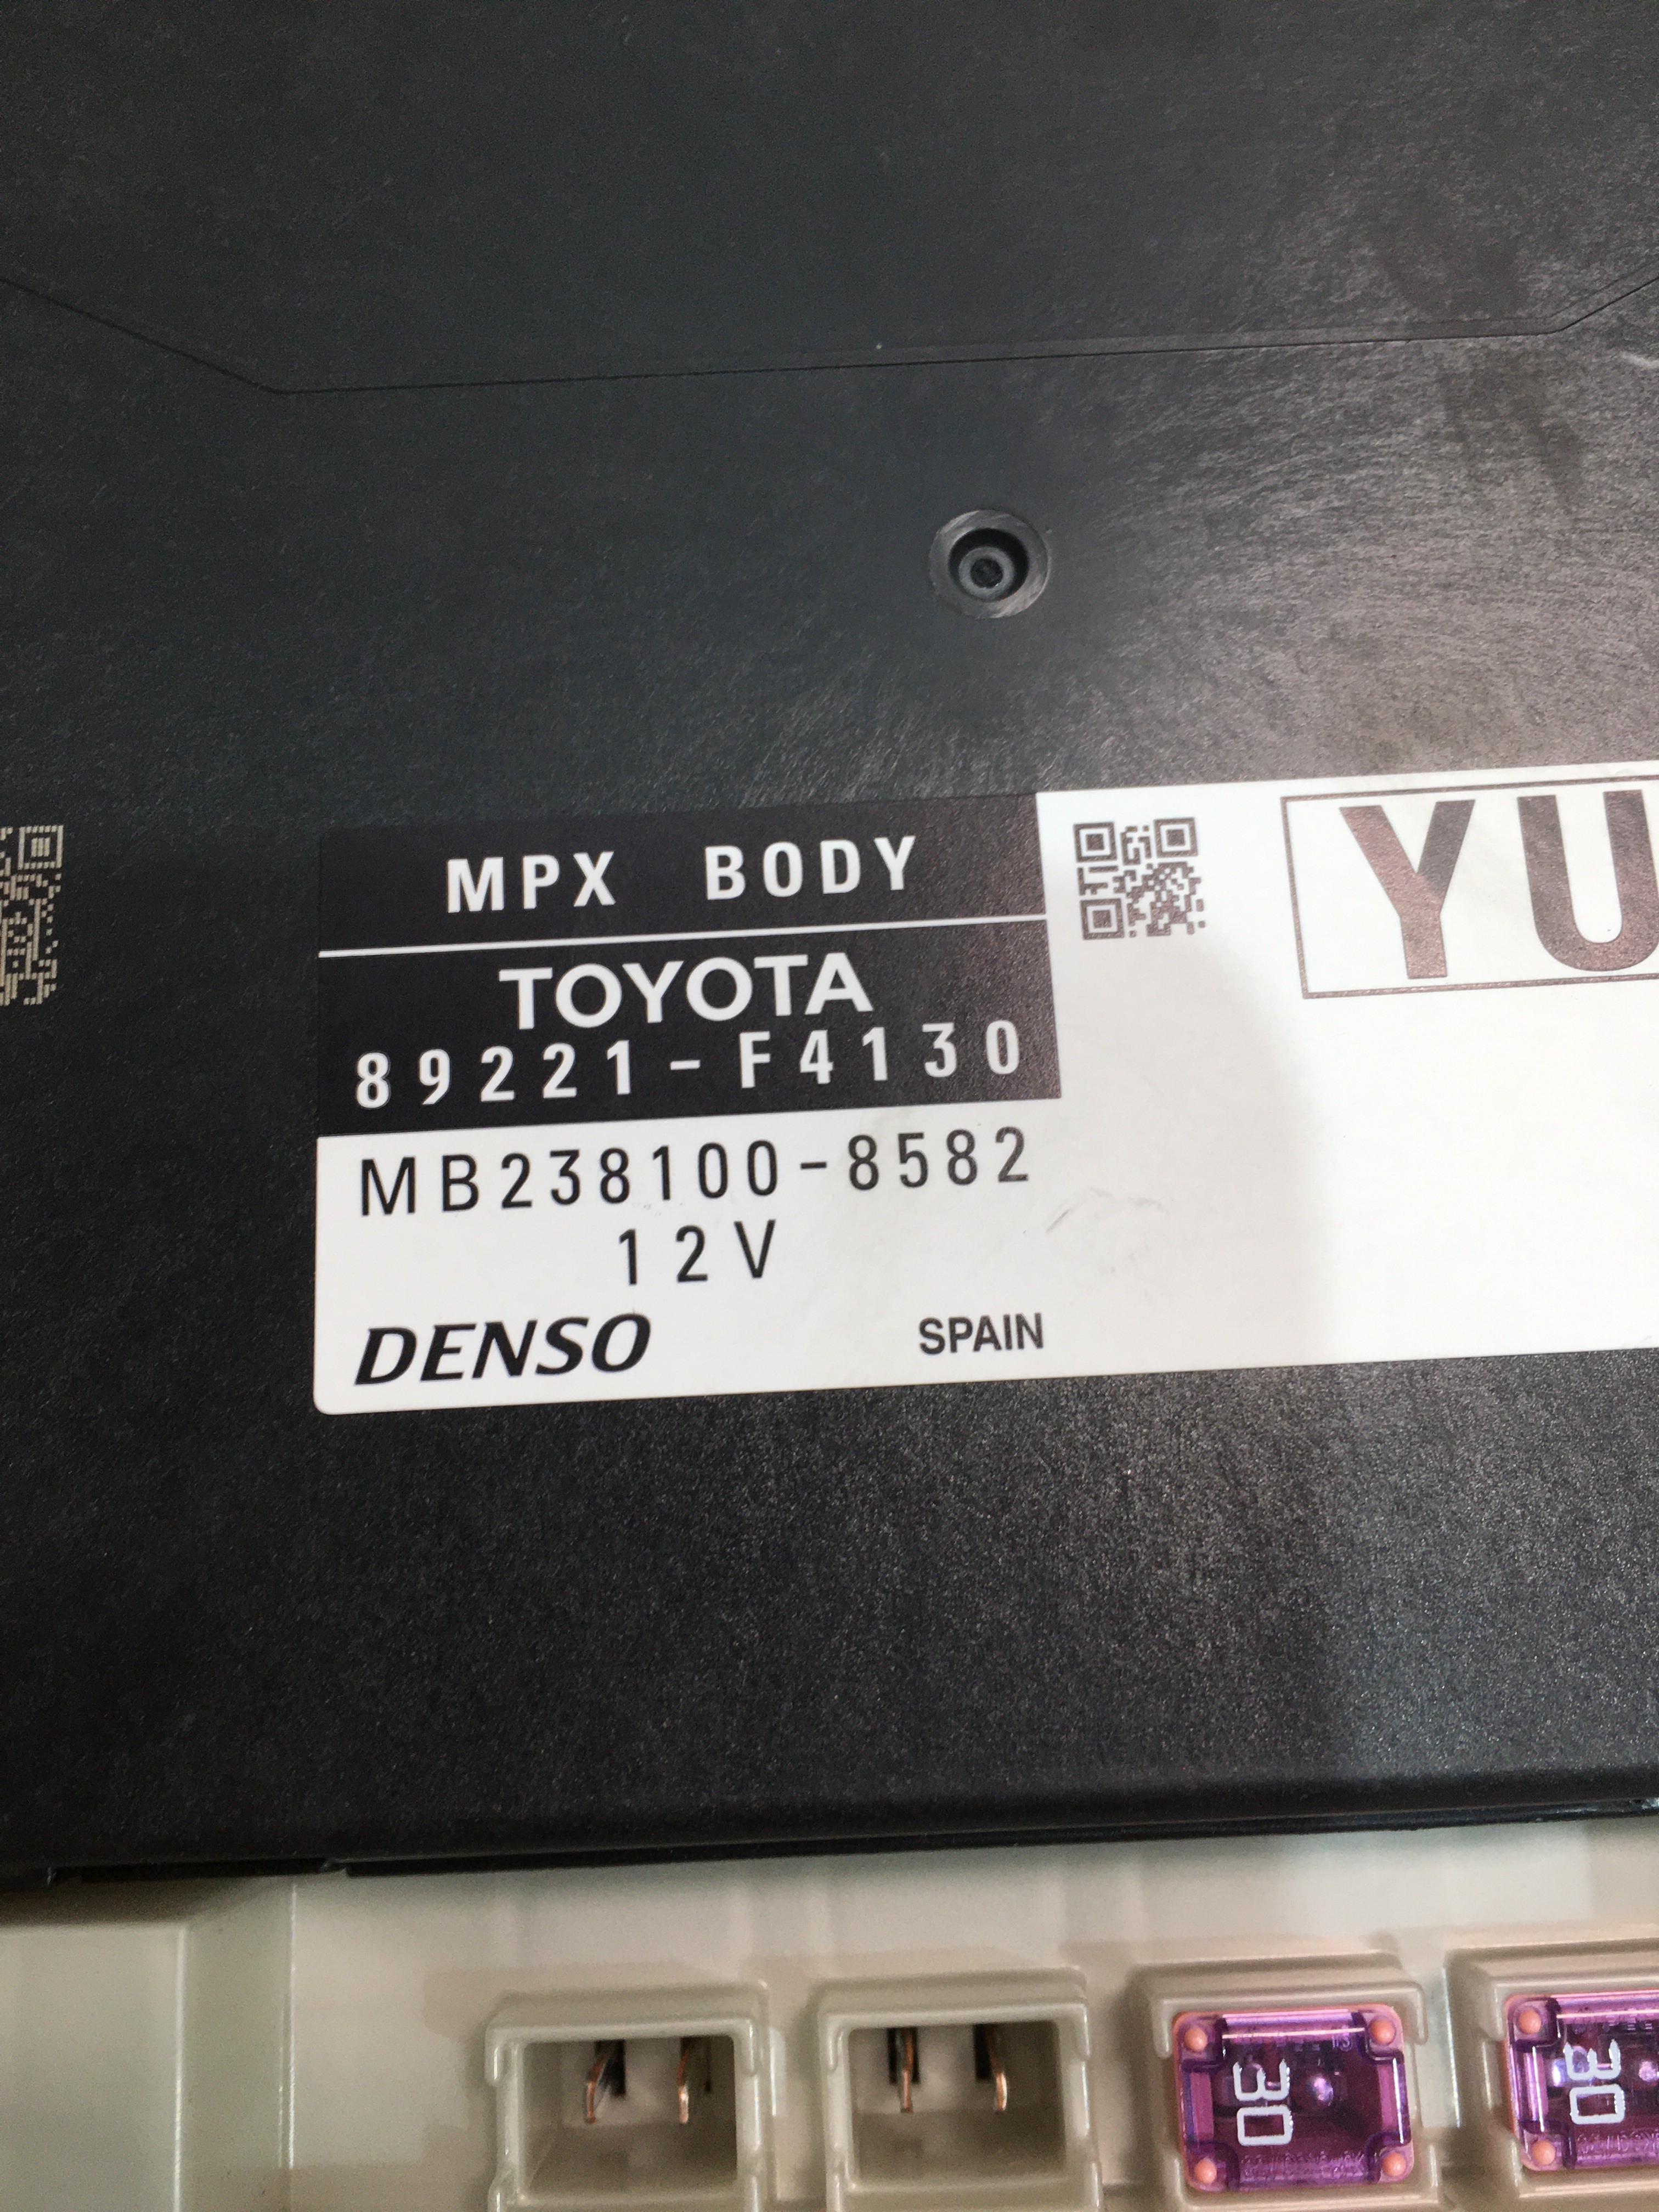 MPX BODY
YU
TOYOTA
89221-F4130
MB238100-8582
12V
DENSO SPAIN
30
30